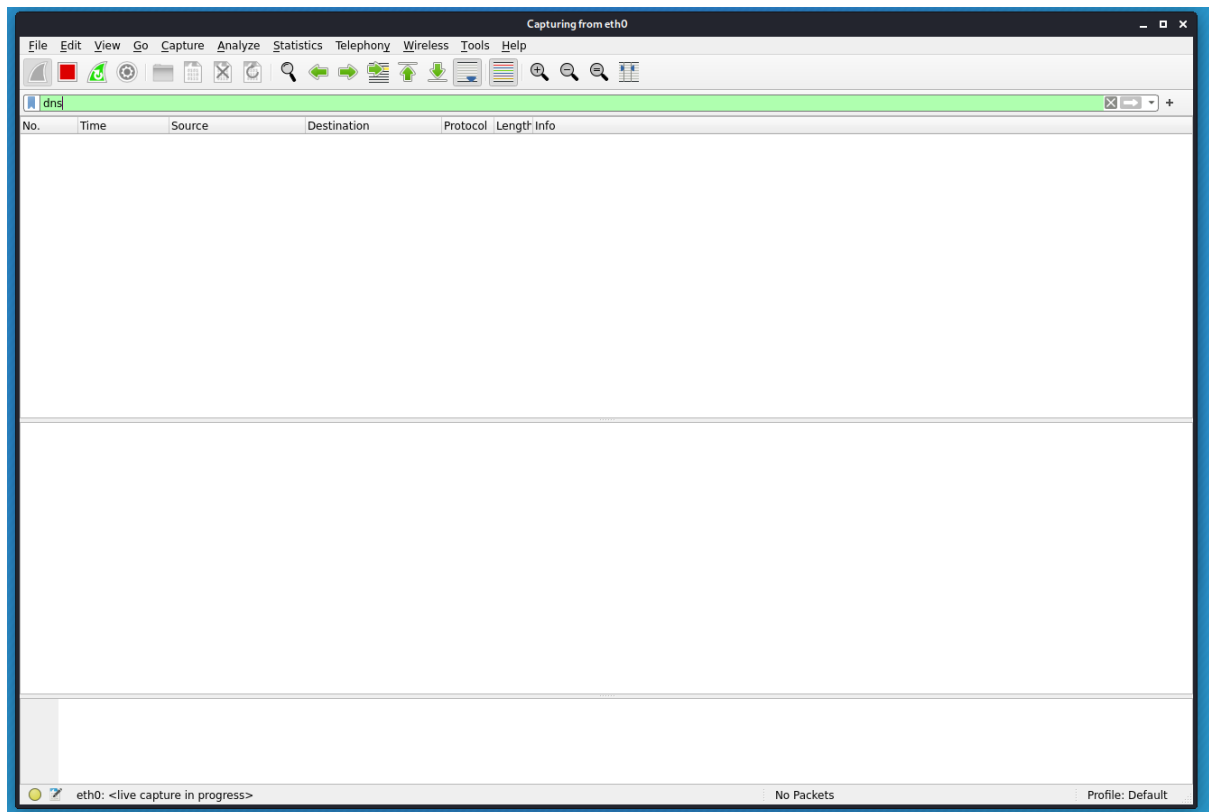 Capturing from eth0
File Edit View Go Capture Analyze Statistics Telephony Wireless Tools Help
dns
No. Time Source Destination Protocol Length Info
eth0: <live capture in progress> No Packets Profile: Default